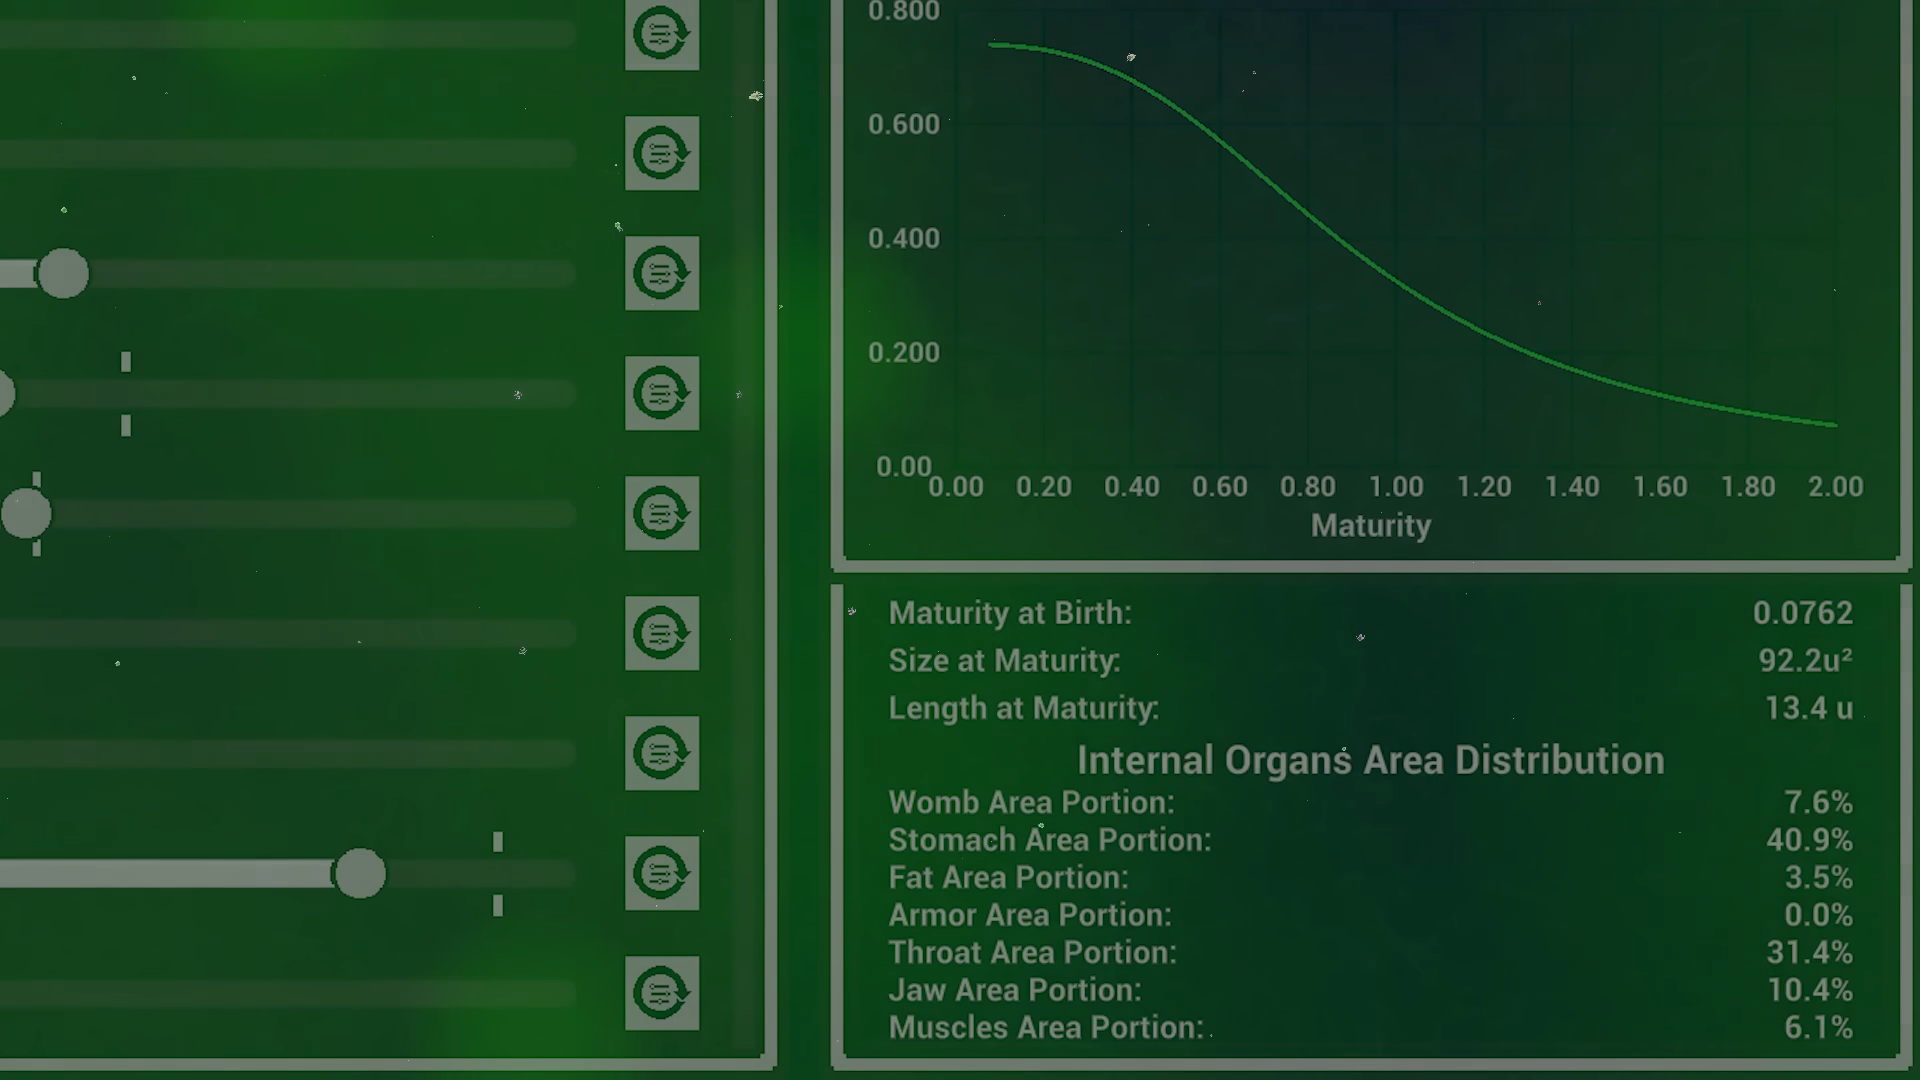 0.800
0.600
0.400
0.200
0.00
0.00 0.20 0.40 0.60 0.80 1.00 1.20 1.40 1.60 1.80 2.00
Maturity
Maturity at Birth: 0.0762
Size at Maturity: 92.2u²
Length at Maturity: 13.4 u
Internal Organs Area Distribution
Womb Area Portion: 7.6%
Stomach Area Portion: 40.9%
Fat Area Portion: 3.5%
Armor Area Portion: 0.0%
Throat Area Portion: 31.4%
Jaw Area Portion: 10.4%
Muscles Area Portion: 6.1%